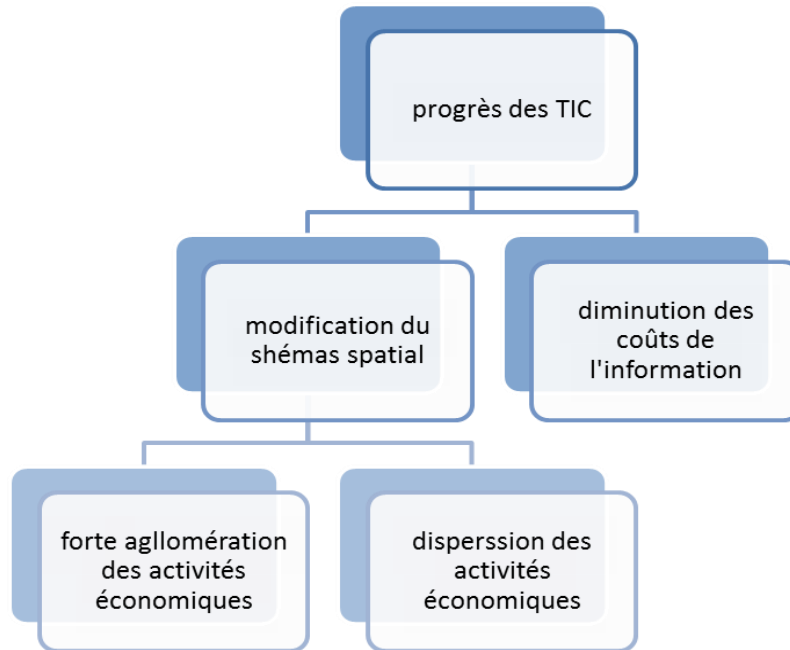 progrès des TIC
modification du
shémas spatial
diminution des
coûts de
l'information
forte agllomération
des activités
économiques
disperssion des
activités
économiques